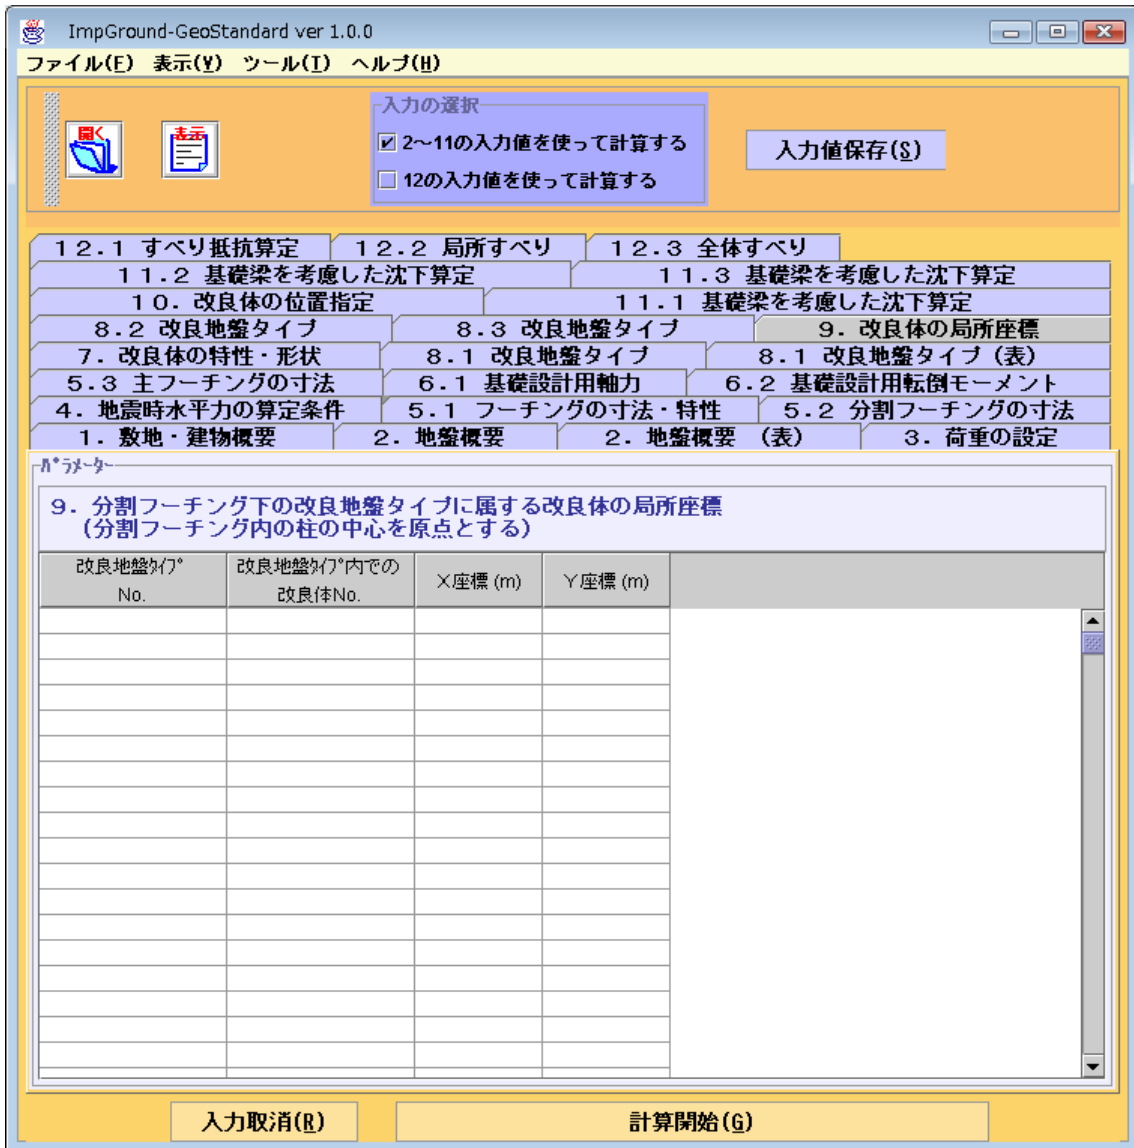 ImpGround-GeoStandard ver 1.0.0
ファイル(F) 表示(Y) ツール(T) ヘルプ(H)
開く
表示
入力の選択
2～11の入力値を使って計算する
12の入力値を使って計算する
入力値保存(S)
１２.１ すべり抵抗算定 １２.２ 局所すべり １２.３ 全体すべり
１１.２ 基礎梁を考慮した沈下算定 １１.３ 基礎梁を考慮した沈下算定
１０. 改良体の位置指定 １１.１ 基礎梁を考慮した沈下算定
８.２ 改良地盤タイプ ８.３ 改良地盤タイプ ９. 改良体の局所座標
７. 改良体の特性・形状 ８.１ 改良地盤タイプ ８.１ 改良地盤タイプ（表）
５.３ 主フーチングの寸法 ６.１ 基礎設計用軸力 ６.２ 基礎設計用転倒モーメント
４. 地震時水平力の算定条件 ５.１ フーチングの寸法・特性 ５.２ 分割フーチングの寸法
１. 敷地・建物概要 ２. 地盤概要 ２. 地盤概要 （表） ３. 荷重の設定
ﾊﾟﾗﾒｰﾀｰ
９. 分割フーチング下の改良地盤タイプに属する改良体の局所座標
（分割フーチング内の柱の中心を原点とする）
改良地盤ﾀｲﾌﾟ
No.
改良地盤ﾀｲﾌﾟ内での
改良体No.
X座標 (m)
Y座標 (m)
入力取消(R)
計算開始(G)